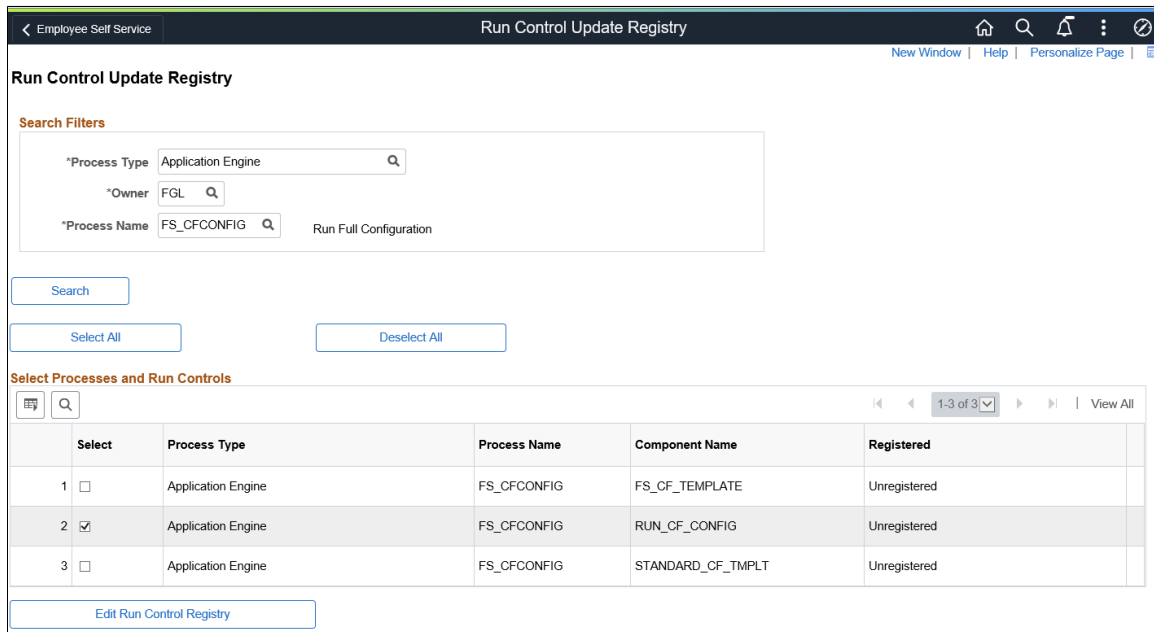 Employee Self Service
Run Control Update Registry
New Window | Help | Personalize Page |
Run Control Update Registry
Search Filters
*Process Type Application Engine
*Owner FGL
*Process Name FS_CFCONFIG Run Full Configuration
Search
Select All Deselect All
Select Processes and Run Controls
1-3 of 3 | View All
Select Process Type Process Name Component Name Registered
1 Application Engine FS_CFCONFIG FS_CF_TEMPLATE Unregistered
2 Application Engine FS_CFCONFIG RUN_CF_CONFIG Unregistered
3 Application Engine FS_CFCONFIG STANDARD_CF_TMPLT Unregistered
Edit Run Control Registry